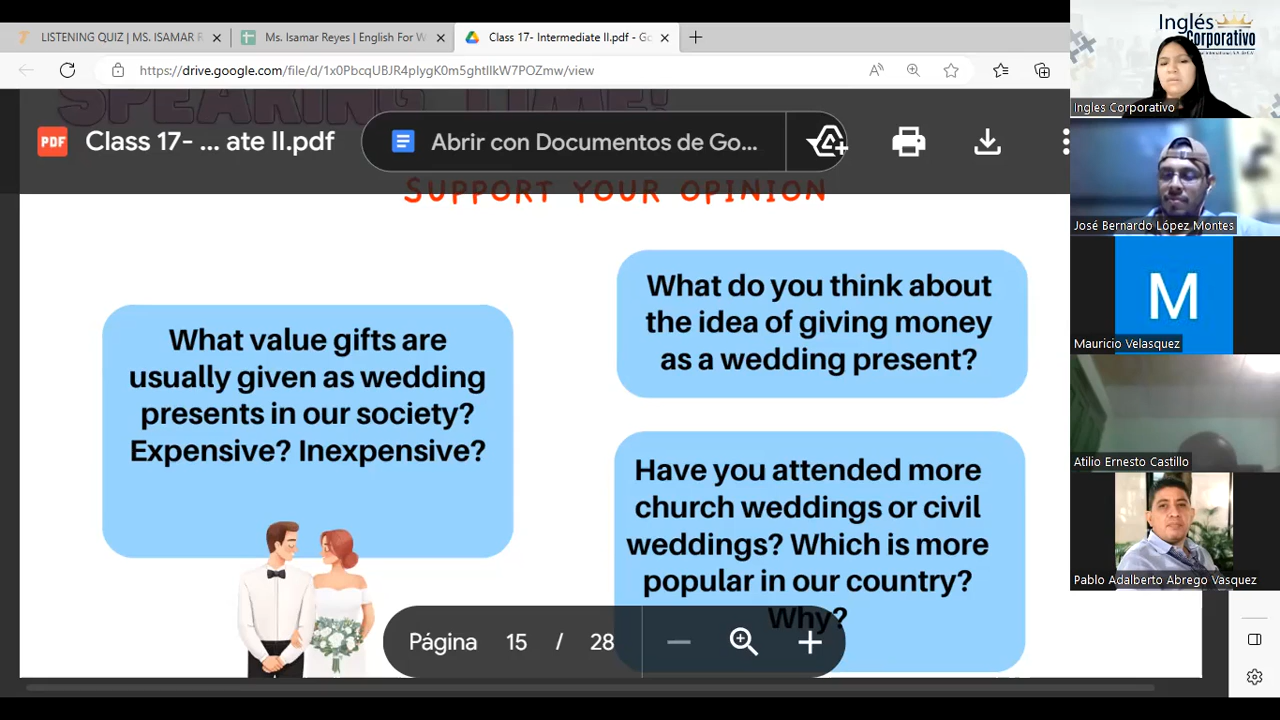 LISTENING QUIZ | MS. ISAMAR R
Ms. Isamar Reyes | English For W
Class 17- Intermediate II.pdf - Go
https://drive.google.com/file/d/1x0PbcqUBJR4plygK0m5ghtlIkW7POZmw/view
SPEAKING TIME!
PDF
Class 17- ... ate II.pdf
Abrir con Documentos de Go...
SUPPORT YOUR OPINION
What value gifts are
usually given as wedding
presents in our society?
Expensive? Inexpensive?
What do you think about
the idea of giving money
as a wedding present?
Have you attended more
church weddings or civil
weddings? Which is more
popular in our country?
Why?
Página 15 / 28
Inglés
Corporativo
Ingles Corporativo
José Bernardo López Montes
M
Mauricio Velasquez
Atilio Ernesto Castillo
Pablo Adalberto Abrego Vasquez